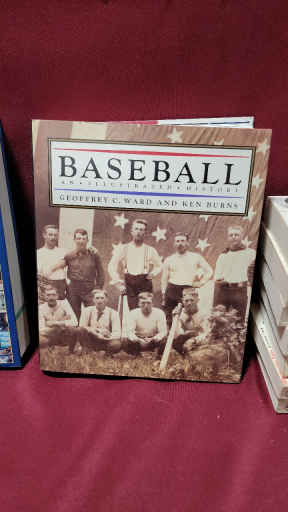 BASEBALL
AN • ILLUSTRATED • HISTORY
GEOFFREY C. WARD AND KEN BURNS